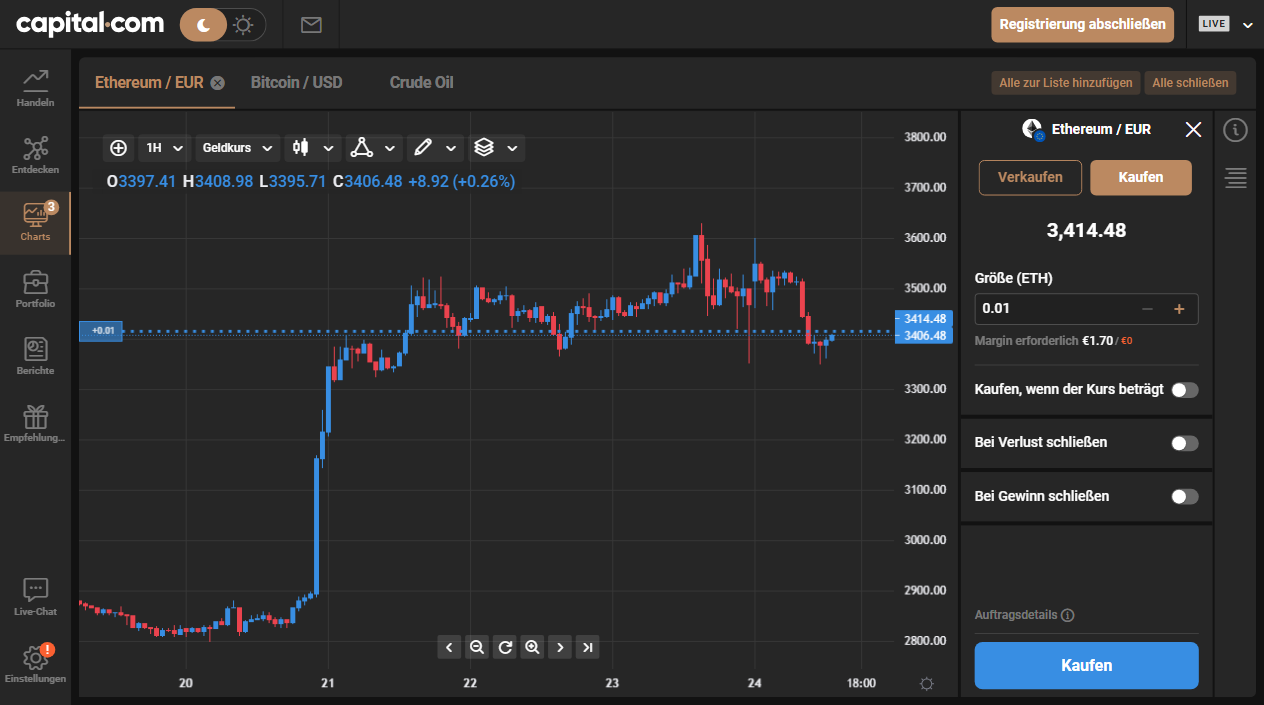 capital.com
Registrierung abschließen
LIVE
Handeln
Entdecken
3
Charts
Portfolio
Berichte
Empfehlung...
Live-Chat
!
Einstellungen
Ethereum / EUR
Bitcoin / USD
Crude Oil
Alle zur Liste hinzufügen
Alle schließen
1H
Geldkurs
O3397.41 H3408.98 L3395.71 C3406.48 +8.92 (+0.26%)
+0.01
3800.00
3700.00
3600.00
3500.00
3414.48
3406.48
3300.00
3200.00
3100.00
3000.00
2900.00
2800.00
20
21
22
23
24
18:00
Ethereum / EUR
Verkaufen
Kaufen
3,414.48
Größe (ETH)
0.01
Margin erforderlich €1.70 / €0
Kaufen, wenn der Kurs beträgt
Bei Verlust schließen
Bei Gewinn schließen
Auftragsdetails
Kaufen